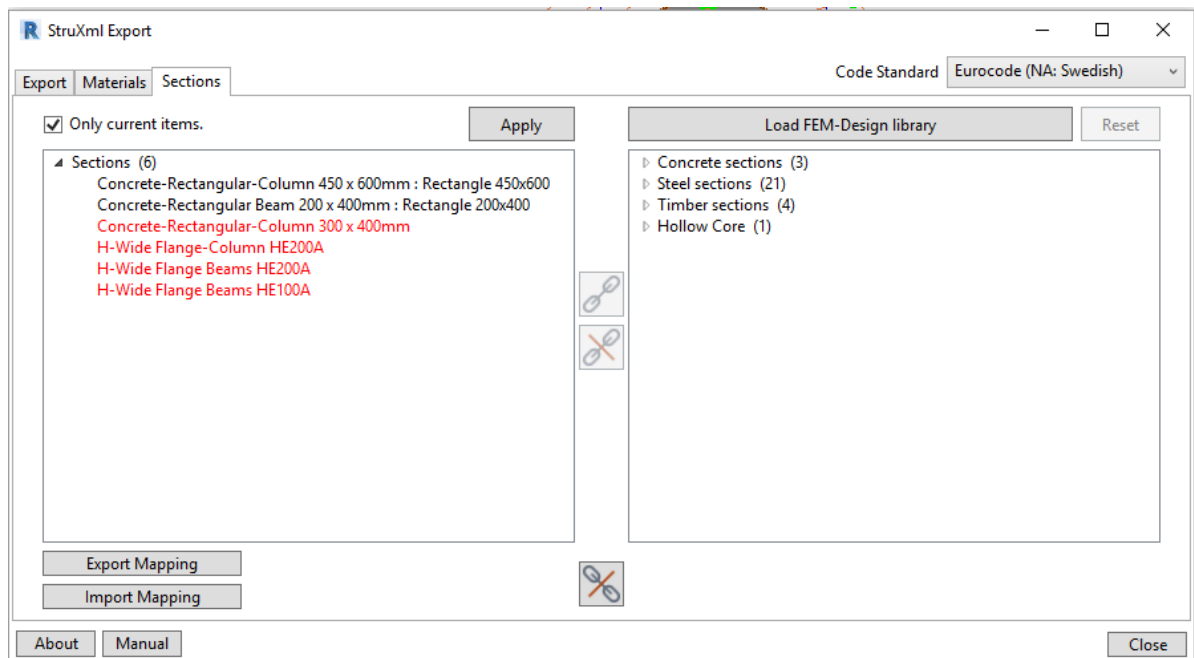 StruXml Export
Export Materials Sections
Code Standard Eurocode (NA: Swedish)
Only current items.
Apply
Load FEM-Design library
Reset
Sections (6)
Concrete-Rectangular-Column 450 x 600mm : Rectangle 450x600
Concrete-Rectangular Beam 200 x 400mm : Rectangle 200x400
Concrete-Rectangular-Column 300 x 400mm
H-Wide Flange-Column HE200A
H-Wide Flange Beams HE200A
H-Wide Flange Beams HE100A
Concrete sections (3)
Steel sections (21)
Timber sections (4)
Hollow Core (1)
Export Mapping
Import Mapping
About
Manual
Close